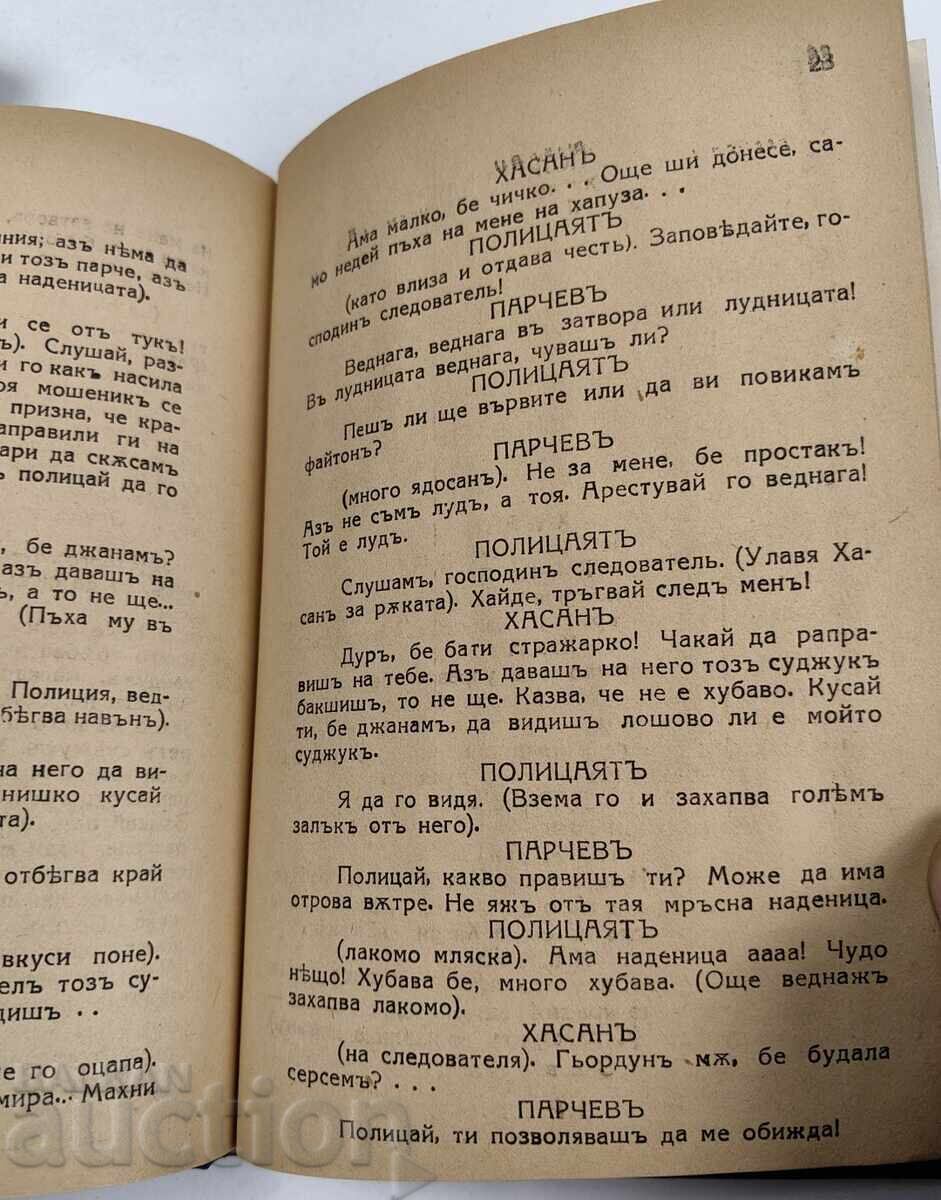 ния; азъ нѣма да
и тозъ парче, азъ
а наденицата).
и се отъ тукъ!
ъ). Слушай, раз-
и го какъ насила
оя мошеникъ се
призна, че кра-
аправили ги на
ари да скѫсамъ
ъ полицай да го
, бе джанамъ?
азъ давашъ на
ъ, а то не ще...
(Пъха му въ
Полиция, вед-
бѣгва навънъ).
на него да ви-
нишко кусай
та).
отбѣгва край
вкуси поне).
елъ тозъ су-
дишъ . .
е го оцапа).
мира.. Махни
23
ХАСАНЪ
Ама малко, бе чичко. . . Още ши донесе, са-
мо недей пъха на мене на хапуза. . .
ПОЛИЦАЯТЪ
(като влиза и отдава честь). Заповѣдайте, го-
сподинъ следователь!
ПАРЧЕВЪ
Веднага, веднага въ затвора или лудницата!
Въ лудницата веднага, чувашъ ли?
ПОЛИЦАЯТЪ
Пешъ ли ще вървите или да ви повикамъ
файтонъ?
ПАРЧЕВЪ
(много ядосанъ). Не за мене, бе простакъ!
Азъ не съмъ лудъ, а тоя. Арестувай го веднага!
Той е лудъ.
ПОЛИЦАЯТЪ
Слушамъ, господинъ следователь. (Улавя Ха-
санъ за рѫката). Хайде, тръгвай следъ менъ!
ХАСАНЪ
Дуръ, бе бати стражарко! Чакай да рапра-
вишъ на тебе. Азъ давашъ на него тозъ суджукъ
бакшишъ, то не ще. Казва, че не е хубаво. Кусай
ти, бе джанамъ, да видишъ лошово ли е мойто
суджукъ.
ПОЛИЦАЯТЪ
Я да го видя. (Взема го и захапва голѣмъ
залъкъ отъ него).
ПАРЧЕВЪ
Полицай, какво правишъ ти? Може да има
отрова вѫтре. Не яжъ отъ тая мръсна наденица.
ПОЛИЦАЯТЪ
(лакомо мляска). Ама наденица аааа! Чудо
нѣщо! Хубава бе, много хубава. (Още веднажъ
захапва лакомо).
ХАСАНЪ
(на следователя). Гьордунъ мѫ, бе будала
серсемъ? . . .
ПАРЧЕВЪ
Полицай, ти позволявашъ да ме обижда!
auction